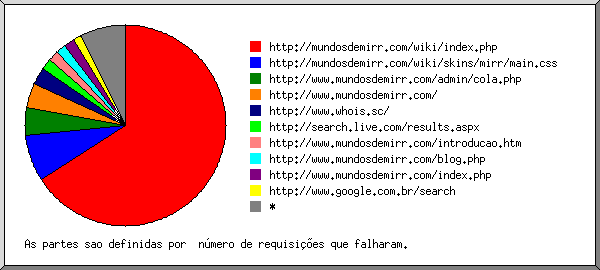 http://mundosdemirr.com/wiki/index.php
http://mundosdemirr.com/wiki/skins/mirr/main.css
http://www.mundosdemirr.com/admin/cola.php
http://www.mundosdemirr.com/
http://www.whois.sc/
http://search.live.com/results.aspx
http://www.mundosdemirr.com/introducao.htm
http://www.mundosdemirr.com/blog.php
http://www.mundosdemirr.com/index.php
http://www.google.com.br/search
*
As partes sao definidas por  número de requisições que falharam.